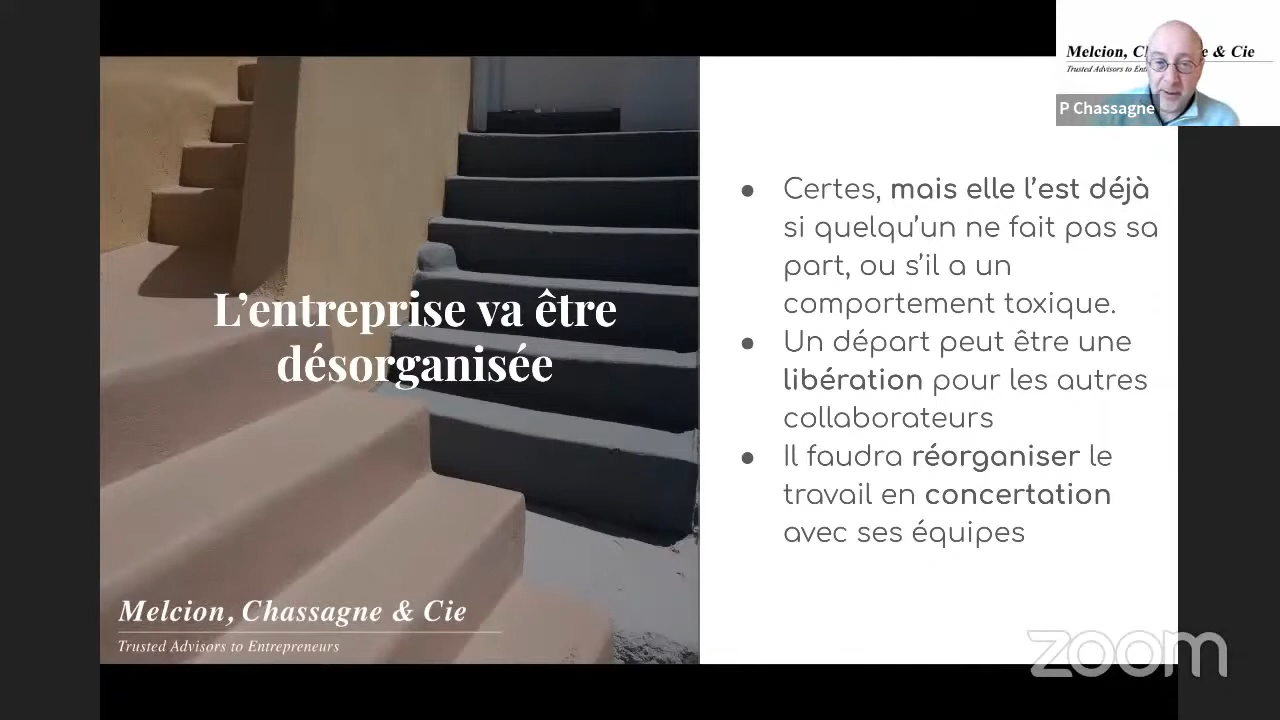 Melcion, C e & Cie
Trusted Advisors to Ent
P Chassagne
L’entreprise va être
désorganisée
● Certes, mais elle l’est déjà
si quelqu’un ne fait pas sa
part, ou s’il a un
comportement toxique.
● Un départ peut être une
libération pour les autres
collaborateurs
● Il faudra réorganiser le
travail en concertation
avec ses équipes
Melcion, Chassagne & Cie
Trusted Advisors to Entrepreneurs
zoom